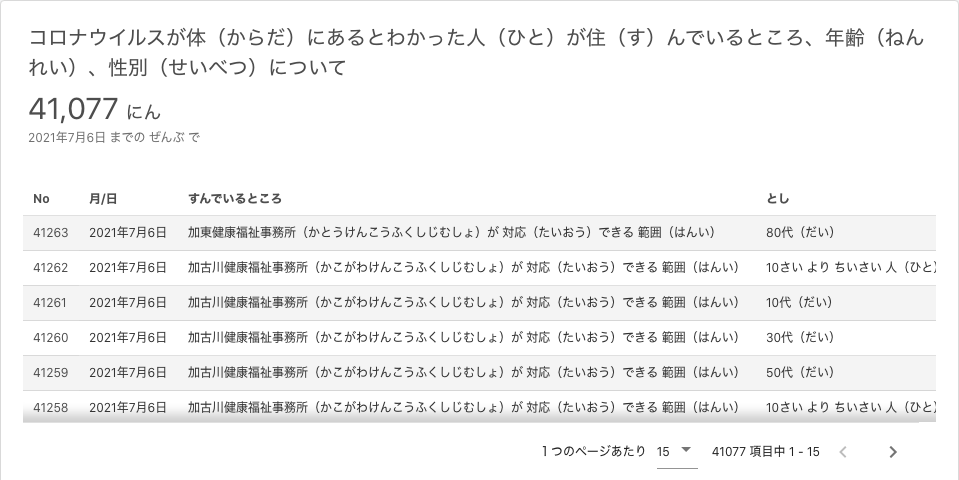 コロナウイルスが体（からだ）にあるとわかった人（ひと）が住（す）んでいるところ、年齢（ねん
れい）、性別（せいべつ）について
41,077 にん
2021年7月6日 までの ぜんぶ で
No 月/日 すんでいるところ とし
41263 2021年7月6日 加東健康福祉事務所（かとうけんこうふくしじむしょ）が 対応（たいおう）できる 範囲（はんい） 80代（だい）
41262 2021年7月6日 加古川健康福祉事務所（かこがわけんこうふくしじむしょ）が 対応（たいおう）できる 範囲（はんい） 10さい より ちいさい 人（ひと）
41261 2021年7月6日 加古川健康福祉事務所（かこがわけんこうふくしじむしょ）が 対応（たいおう）できる 範囲（はんい） 10代（だい）
41260 2021年7月6日 加古川健康福祉事務所（かこがわけんこうふくしじむしょ）が 対応（たいおう）できる 範囲（はんい） 30代（だい）
41259 2021年7月6日 加古川健康福祉事務所（かこがわけんこうふくしじむしょ）が 対応（たいおう）できる 範囲（はんい） 50代（だい）
41258 2021年7月6日 加古川健康福祉事務所（かこがわけんこうふくしじむしょ）が 対応（たいおう）できる 範囲（はんい） 10さい より ちいさい 人（ひと）
1 つのページあたり 15 41077 項目中 1 - 15